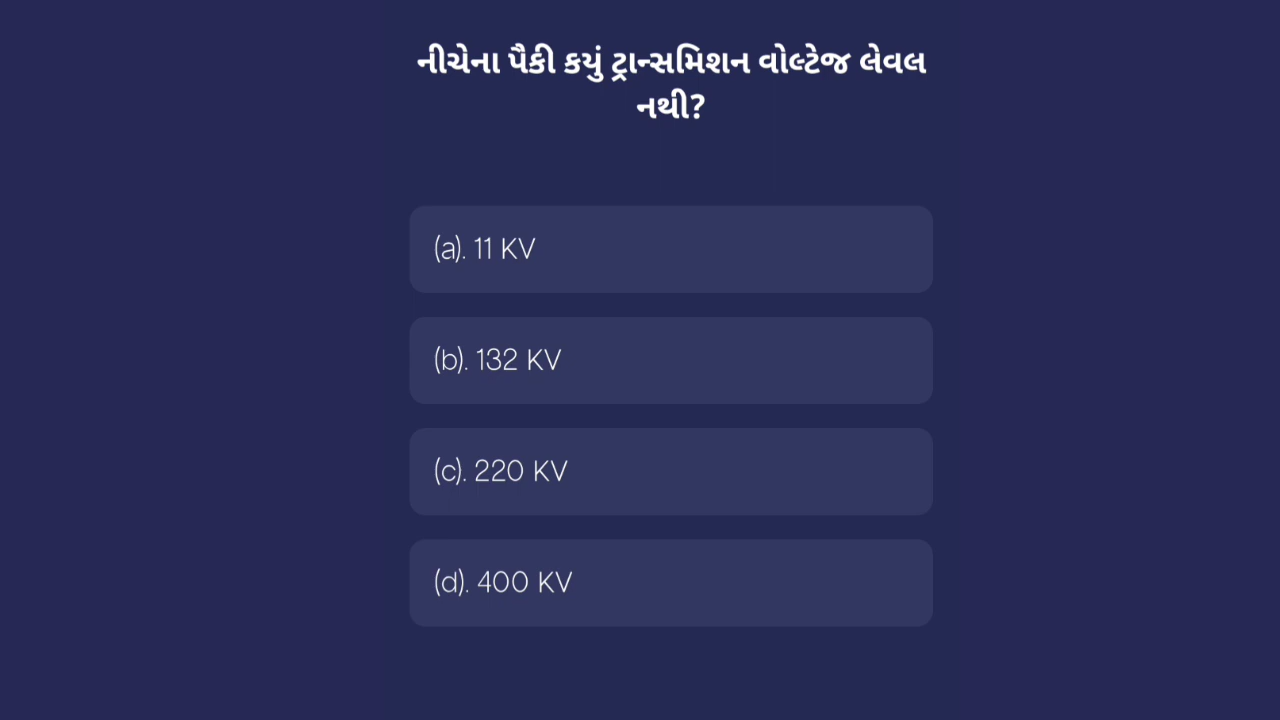 નીચેના પૈકી કયું ટ્રાન્સમિશન વોલ્ટેજ લેવલ
નથી?
(a). 11 KV
(b). 132 KV
(c). 220 KV
(d). 400 KV